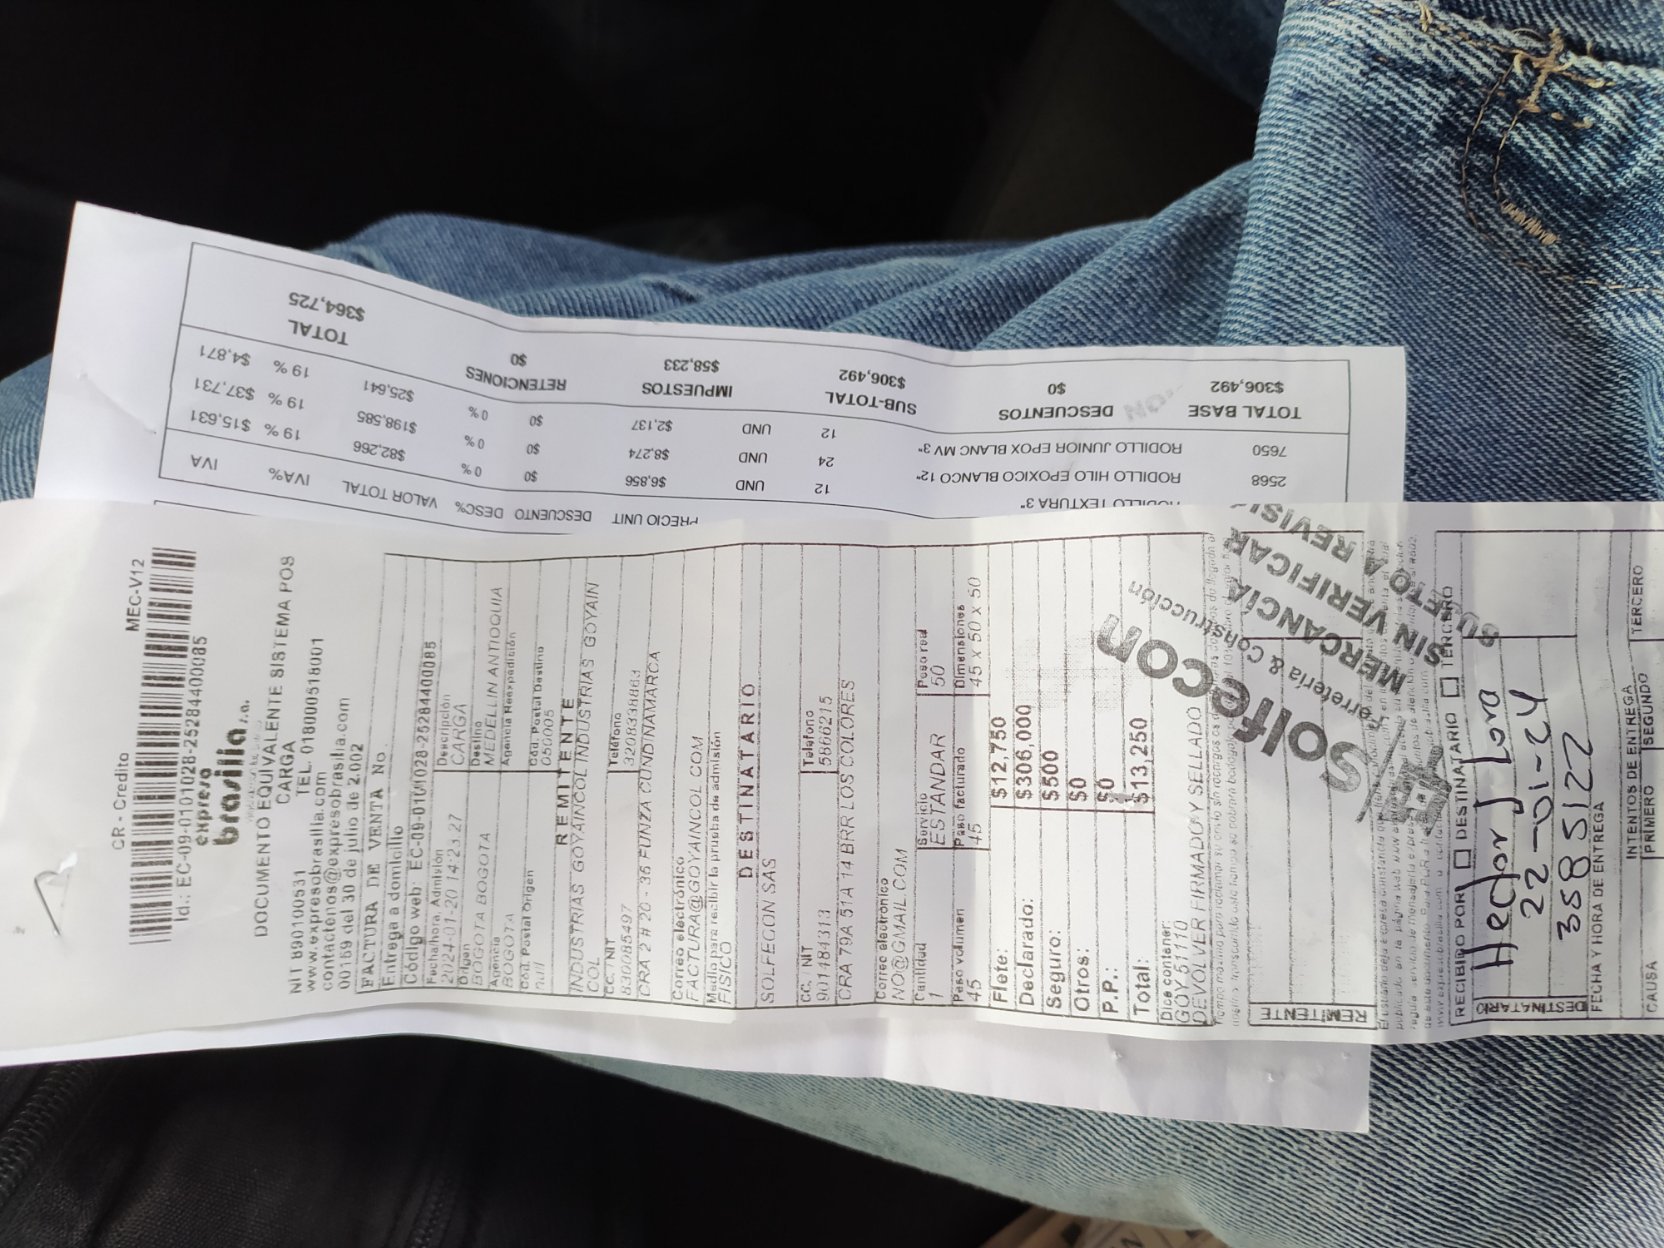 CR - Credito MEC-V12
Id.: EC-09-0101028-25284400085
expreso
brasilia s.a.
DOCUMENTO EQUIVALENTE SISTEMA POS
CARGA
NIT 890100531 TEL. 018000518001
www.expresobrasilia.com
contactenos@expresobrasilia.com
00169 del 30 de julio de 2.002
FACTURA DE VENTA No.
Entrega a domicilio
Código web: EC-09-0101028-25284400085
Fecha/hora, Admisión Descripción
2024-01-20 14:23:27 CARGA
Origen Destino
BOGOTA BOGOTA MEDELLIN ANTIOQUIA
Agencia Agencia Reexpedición
BOGOTA
Cód. Postal Origen Cód. Postal Destino
null 050005
REMITENTE
INDUSTRIAS GOYAINCOL INDUSTRIAS GOYAIN
COL
CC. NIT Teléfono
830085497 3208338863
CRA 2 # 20 - 36 FUNZA CUNDINAMARCA
Correo electrónico
FACTURA@GOYAINCOL.COM
Medio para recibir la prueba de admisión
FISICO
DESTINATARIO
SOLFECON SAS
CC. NIT Teléfono
901484313 5866215
CRA 79A 51A 14 BRR LOS COLORES
Correo electrónico
NO@GMAIL.COM
Cantidad Servicio Peso real
1 ESTANDAR 50
Peso volumen Peso facturado Dimensiones
45 45 45 x 50 x 50
Flete: $12,750
Declarado: $306,000
Seguro: $500
Otros: $0
P.P.: $0
Total: $13,250
Dice contener:
GOY 51110
DEVOLVER FIRMADO Y SELLADO
REMITENTE
Solfecon
Ferretería & Construcción
MERCANCÍA
SIN VERIFICAR
SUJETO A REVISIÓN
RECIBIDO POR: DESTINATARIO TERCERO
DESTINATARIO
Hector J Lora
22-01-24
3585122
FECHA Y HORA DE ENTREGA
INTENTOS DE ENTREGA
CAUSA PRIMERO SEGUNDO TERCERO
PRECIO UNIT DESCUENTO DESC% VALOR TOTAL IVA% IVA
RODILLO TEXTURA 3" 12 UND $6,856 $0 0 % $82,266 19 % $15,631
2568 RODILLO HILO EPOXICO BLANCO 12" 24 UND $8,274 $0 0 % $198,585 19 % $37,731
7650 RODILLO JUNIOR EPOX BLANC MV 3" 12 UND $2,137 $0 0 % $25,641 19 % $4,871
TOTAL BASE DESCUENTOS SUB-TOTAL IMPUESTOS RETENCIONES TOTAL
$306,492 $0 $306,492 $58,233 $0 $364,725